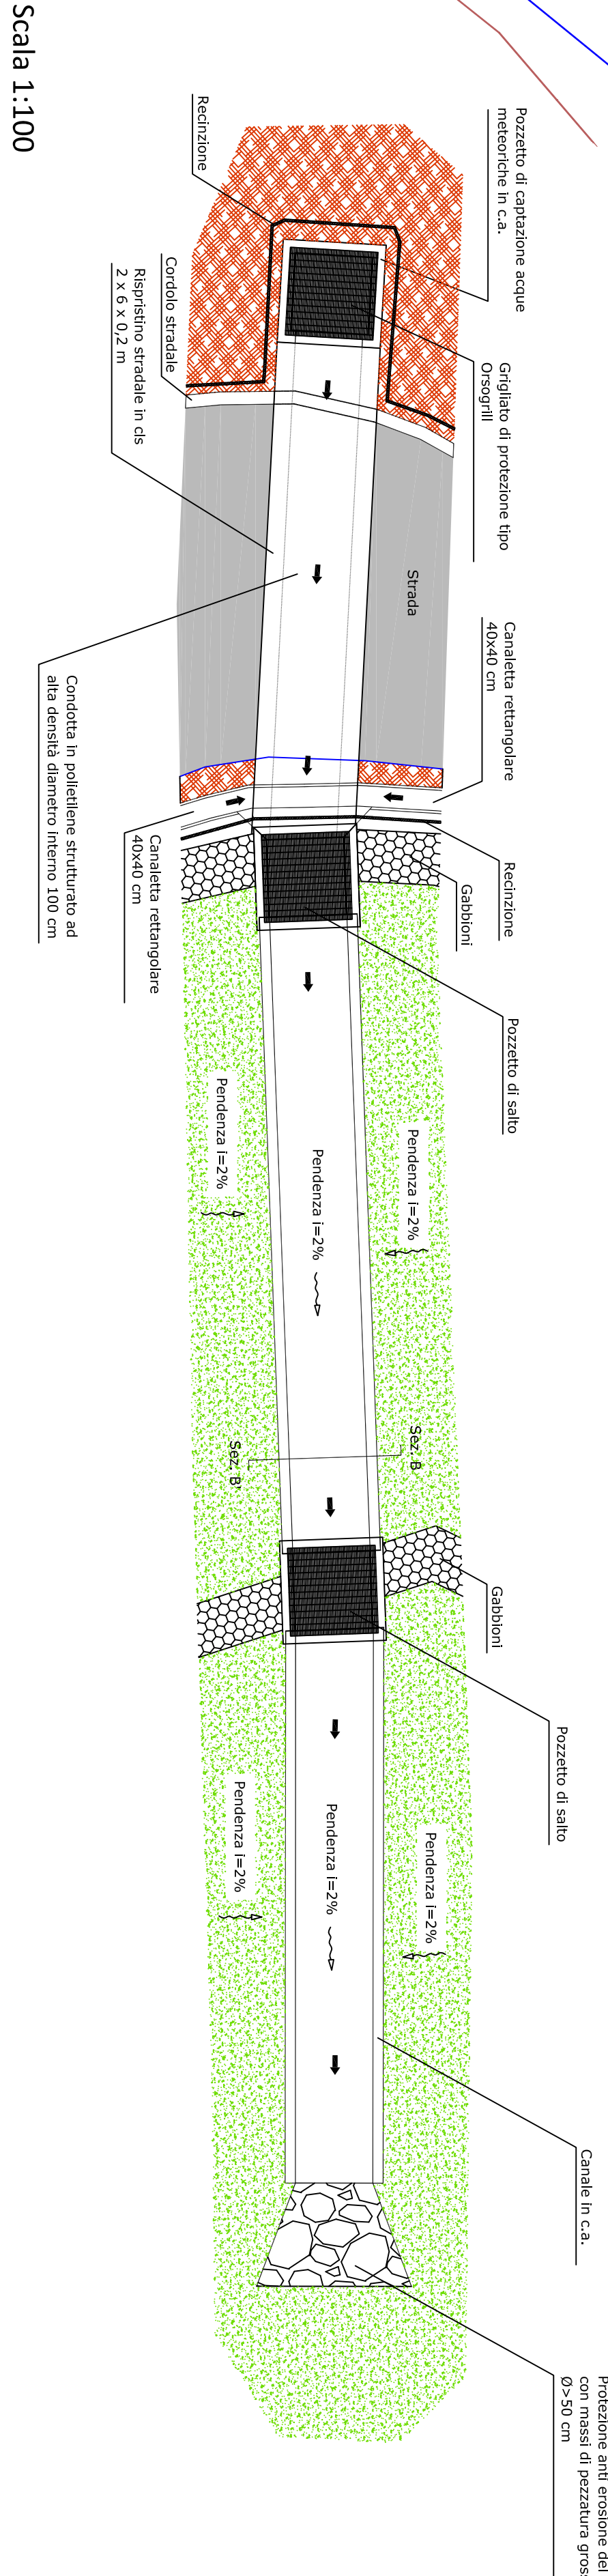 Scala 1:100
Pozzetto di captazione acque
meteoriche in c.a.
Recinzione
Grigliato di protezione tipo
Orsogrill
Cordolo stradale
Rispristino stradale in cls
2 x 6 x 0,2 m
Strada
Canaletta rettangolare
40x40 cm
Condotta in polietilene strutturato ad
alta densità diametro interno 100 cm
Canaletta rettangolare
40x40 cm
Recinzione
Gabbioni
Pozzetto di salto
Pendenza i=2%
Pendenza i=2%
Pendenza i=2%
Sez. B
Sez. B'
Gabbioni
Pozzetto di salto
Pendenza i=2%
Pendenza i=2%
Pendenza i=2%
Canale in c.a.
Protezione anti erosione del
con massi di pezzatura gros
Ø>50 cm